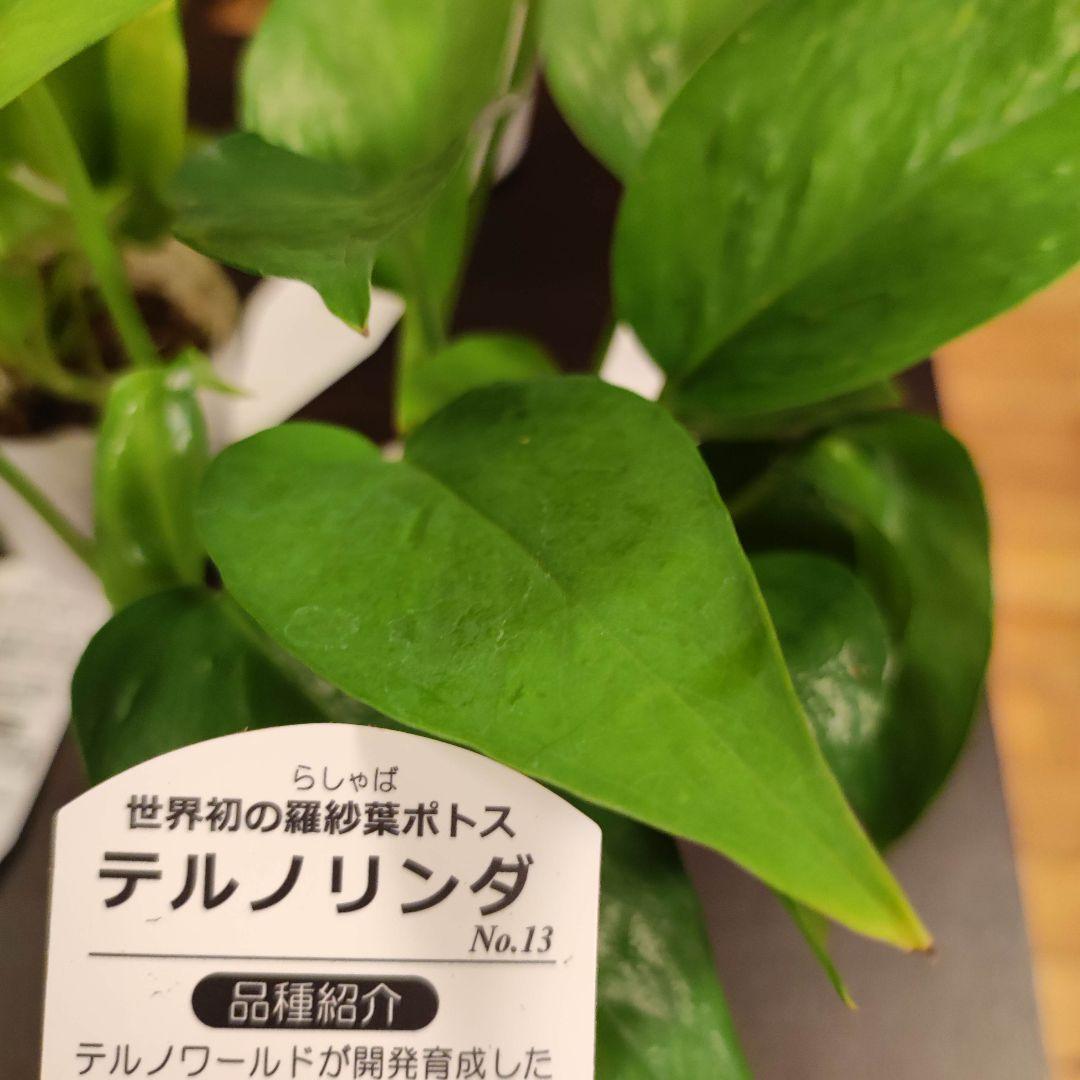 らしゃば
世界初の羅紗葉ポトス
テルノリンダ
No.13
品種紹介
テルノワールドが開発育成した